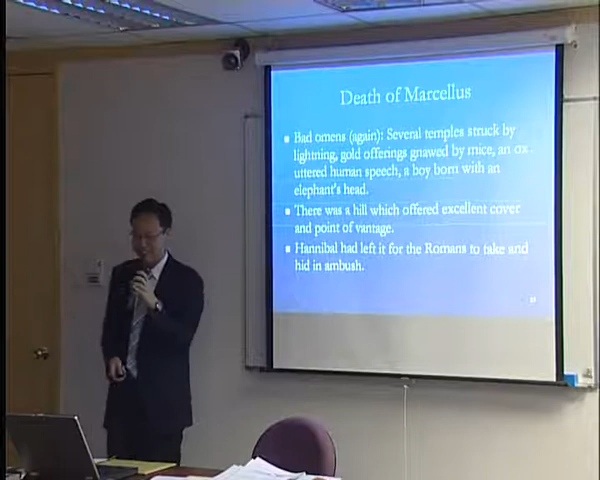 Death of Marcellus
Bad omens (again): Several temples struck by
lightning, gold offerings gnawed by mice, an ox
uttered human speech, a boy born with an
elephant's head.
There was a hill which offered excellent cover
and point of vantage.
Hannibal had left it for the Romans to take and
hid in ambush.